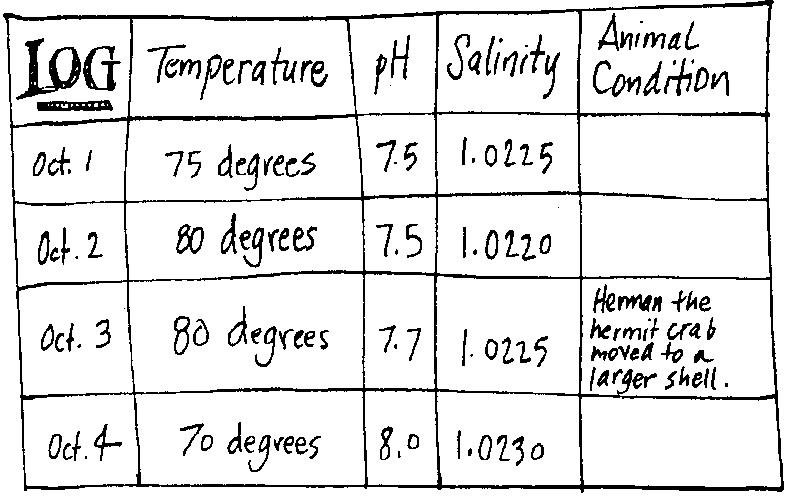 LOG Temperature pH Salinity Animal
Condition
Oct. 1 75 degrees 7.5 1.0225
Oct. 2 80 degrees 7.5 1.0220
Oct. 3 80 degrees 7.7 1.0225 Herman the
hermit crab
moved to a
larger shell.
Oct. 4 70 degrees 8.0 1.0230